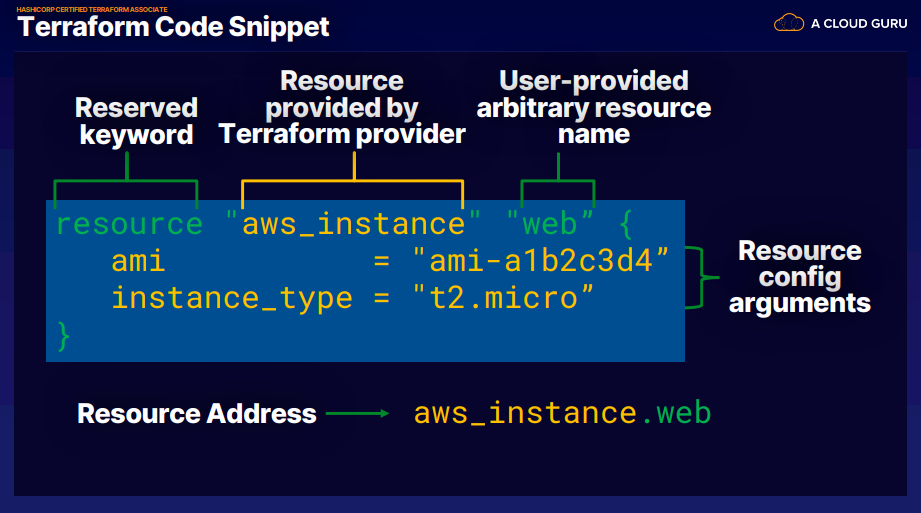 HASHICORP CERTIFIED TERRAFORM ASSOCIATE
Terraform Code Snippet
A CLOUD GURU
Reserved
keyword
Resource
provided by
Terraform provider
User-provided
arbitrary resource
name
resource "aws_instance" "web” {
ami = "ami-a1b2c3d4”
instance_type = "t2.micro”
}
Resource
config
arguments
Resource Address
aws_instance.web